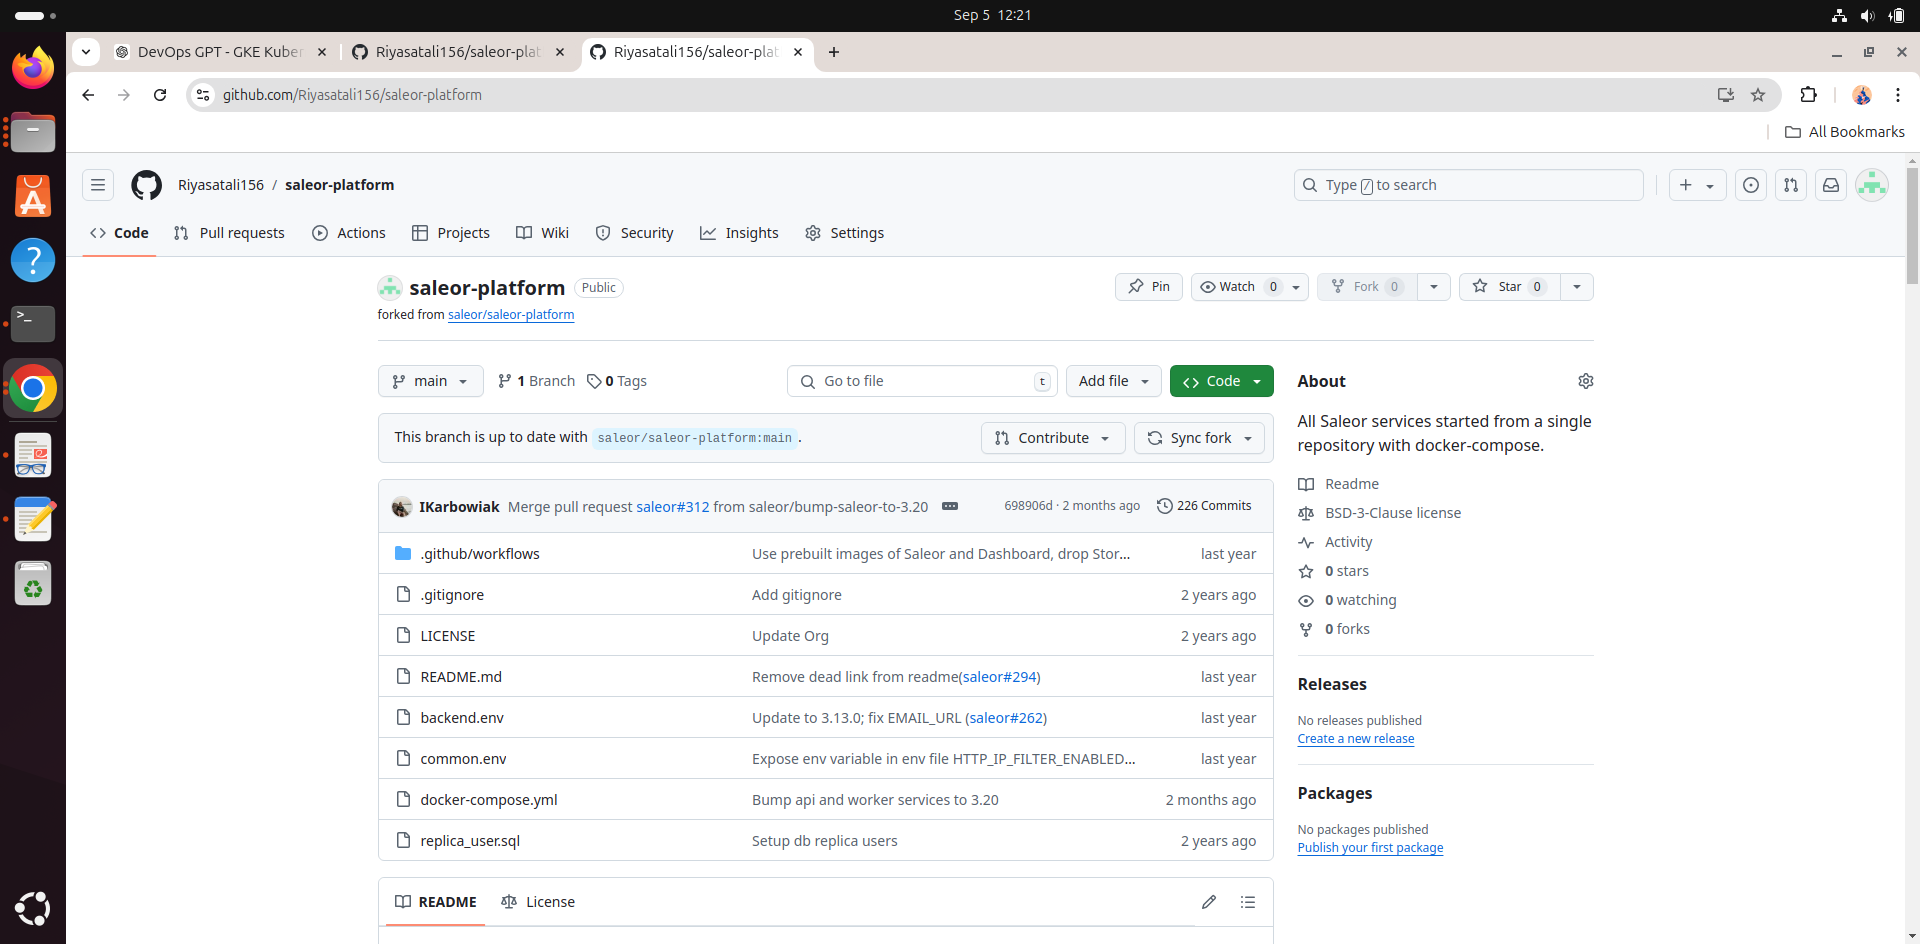 Sep 5 12:21
DevOps GPT - GKE Kuber
Riyasatali156/saleor-plat
Riyasatali156/saleor-plat
github.com/Riyasatali156/saleor-platform
All Bookmarks
Riyasatali156 / saleor-platform
Type / to search
Code
Pull requests
Actions
Projects
Wiki
Security
Insights
Settings
saleor-platform Public
Pin
Watch 0
Fork 0
Star 0
forked from saleor/saleor-platform
main
1 Branch
0 Tags
Go to file t
Add file
Code
This branch is up to date with saleor/saleor-platform:main .
Contribute
Sync fork
IKarbowiak Merge pull request saleor#312 from saleor/bump-saleor-to-3.20 698906d · 2 months ago 226 Commits
.github/workflows Use prebuilt images of Saleor and Dashboard, drop Stor... last year
.gitignore Add gitignore 2 years ago
LICENSE Update Org 2 years ago
README.md Remove dead link from readme(saleor#294) last year
backend.env Update to 3.13.0; fix EMAIL_URL (saleor#262) last year
common.env Expose env variable in env file HTTP_IP_FILTER_ENABLED... last year
docker-compose.yml Bump api and worker services to 3.20 2 months ago
replica_user.sql Setup db replica users 2 years ago
README
License
About
All Saleor services started from a single
repository with docker-compose.
Readme
BSD-3-Clause license
Activity
0 stars
0 watching
0 forks
Releases
No releases published
Create a new release
Packages
No packages published
Publish your first package